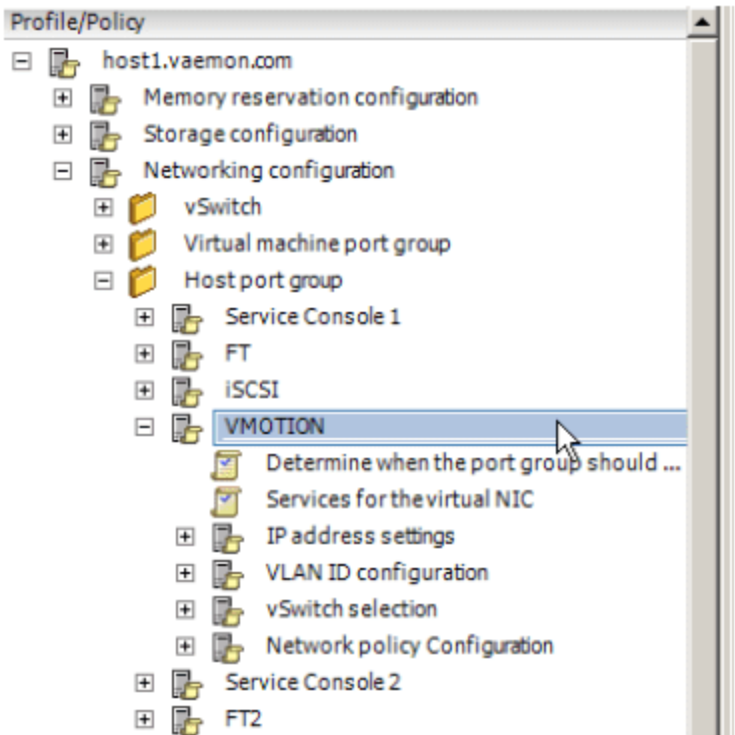 Profile/Policy
host1.vaemon.com
Memory reservation configuration
Storage configuration
Networking configuration
vSwitch
Virtual machine port group
Host port group
Service Console 1
FT
iSCSI
VMOTION
Determine when the port group should ...
Services for the virtual NIC
IP address settings
VLAN ID configuration
vSwitch selection
Network policy Configuration
Service Console 2
FT2